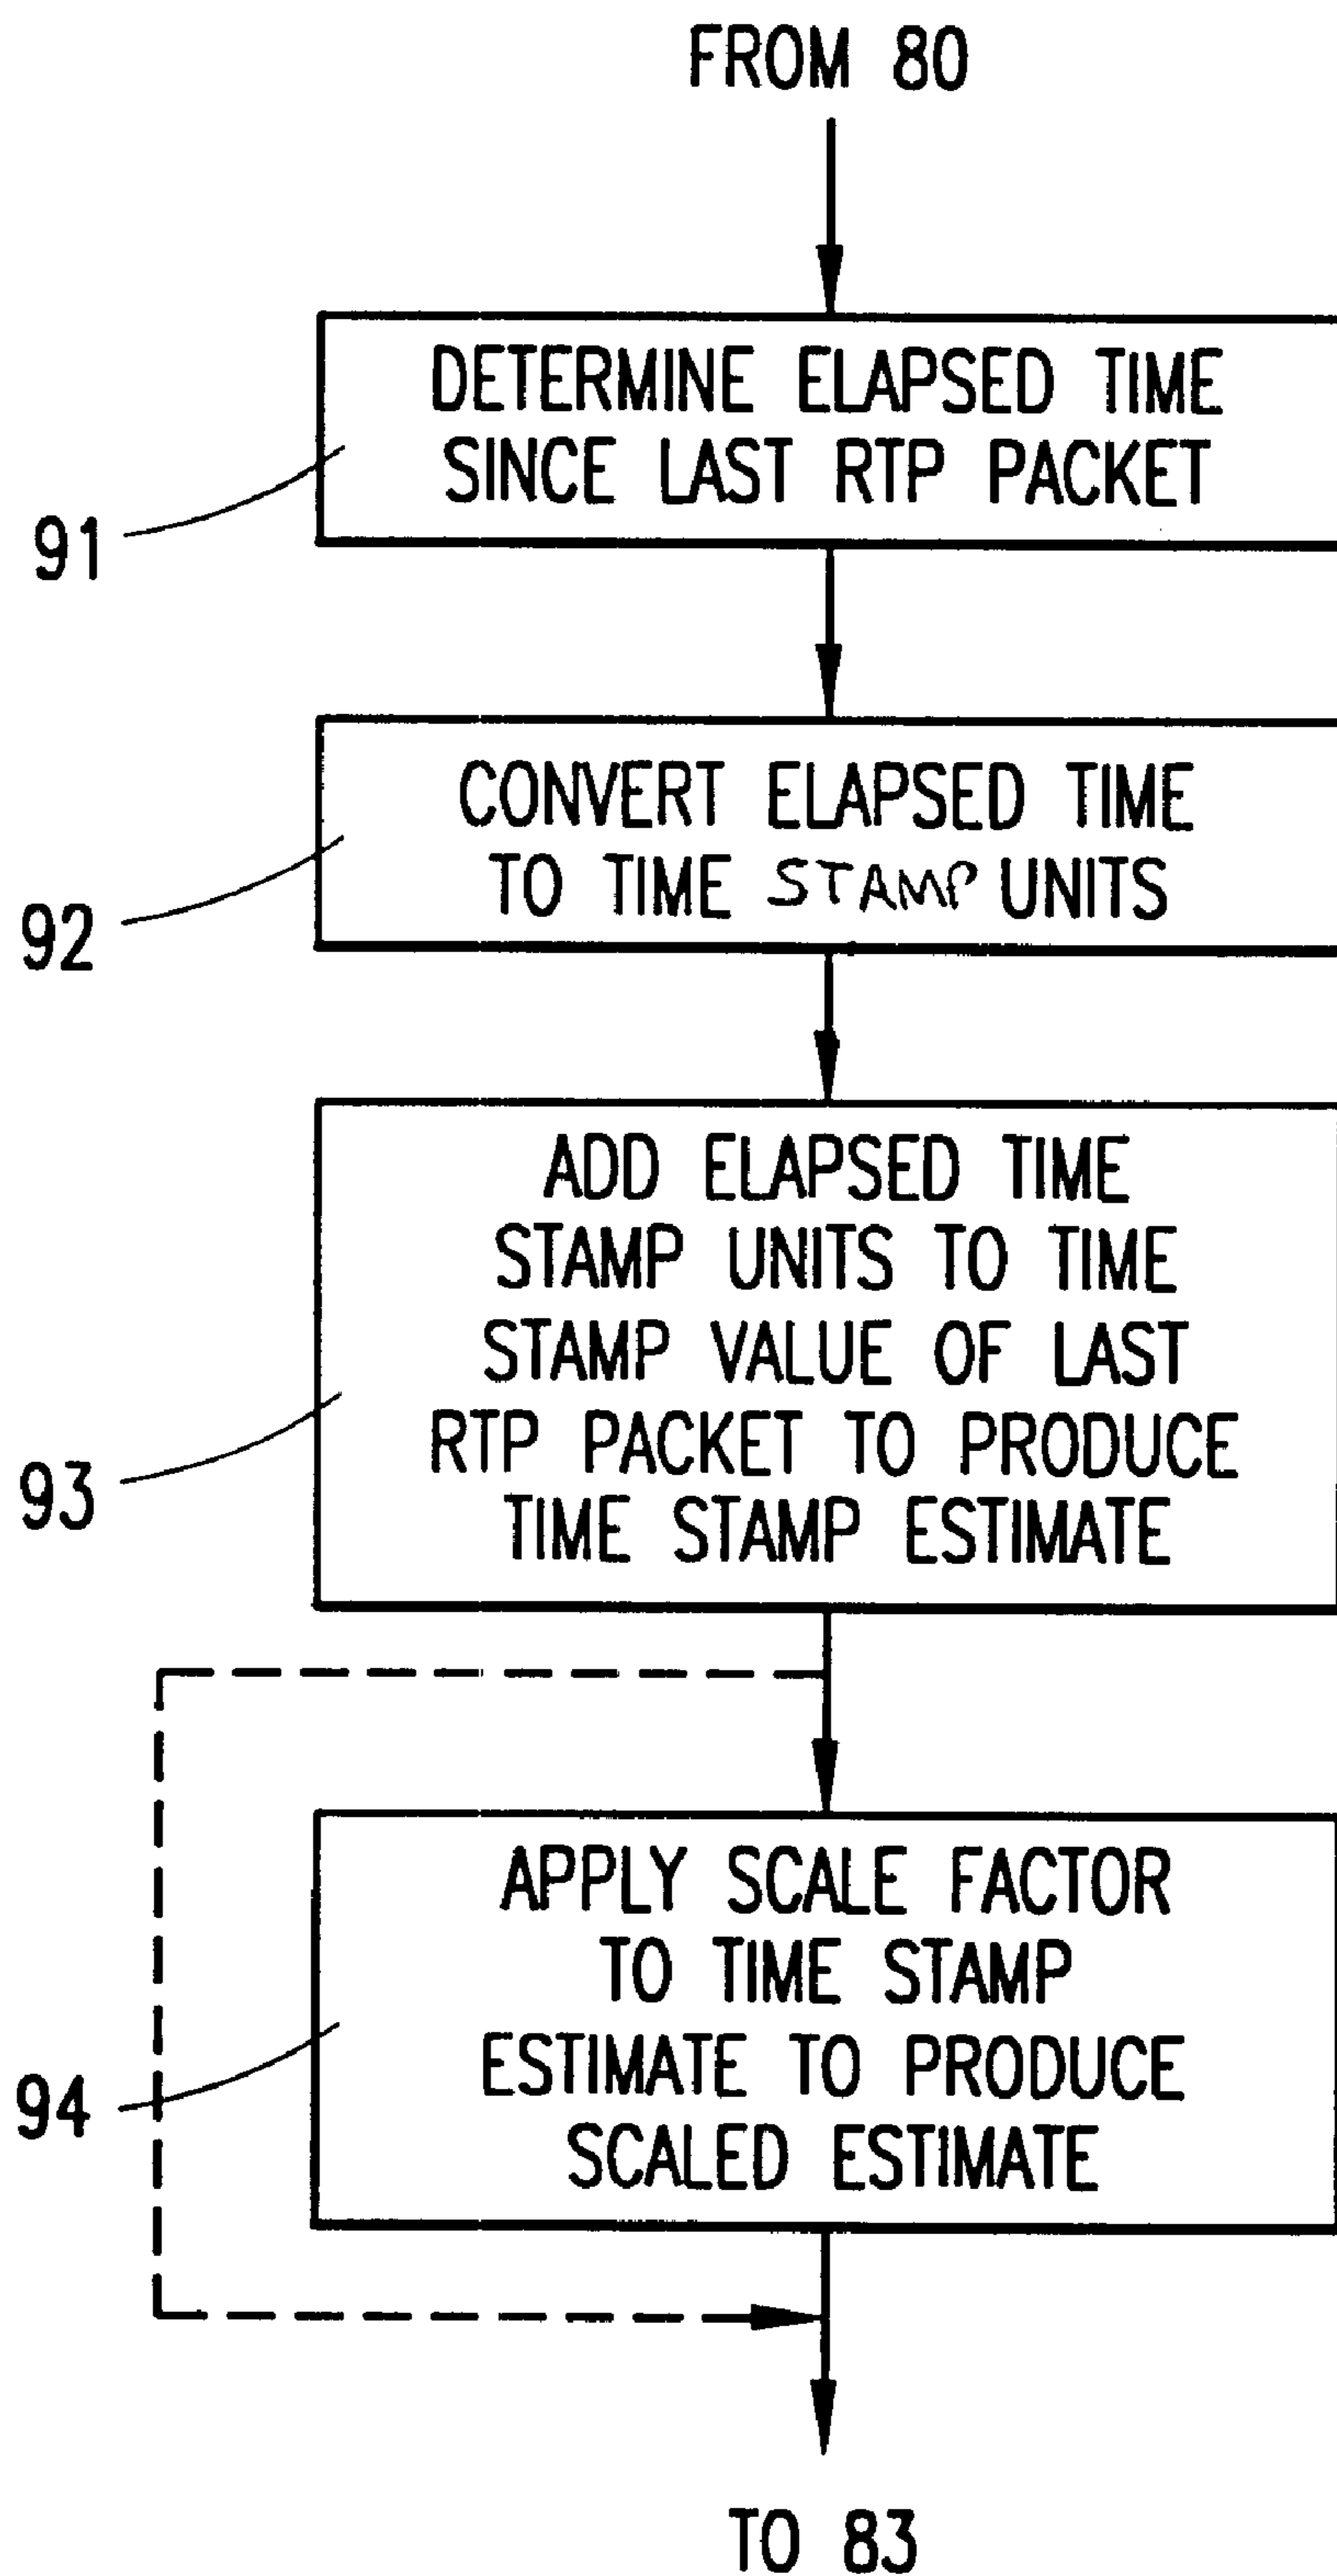 FROM 80
DETERMINE ELAPSED TIME
SINCE LAST RTP PACKET
91
CONVERT ELAPSED TIME
TO TIME STAMP UNITS
92
ADD ELAPSED TIME
STAMP UNITS TO TIME
STAMP VALUE OF LAST
RTP PACKET TO PRODUCE
TIME STAMP ESTIMATE
93
APPLY SCALE FACTOR
TO TIME STAMP
ESTIMATE TO PRODUCE
SCALED ESTIMATE
94
TO 83